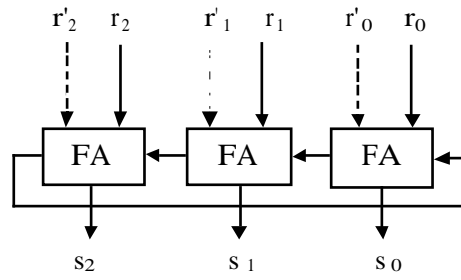 r'₂ r₂ r'₁ r₁ r'₀ r₀
FA FA FA
s₂ s₁ s₀